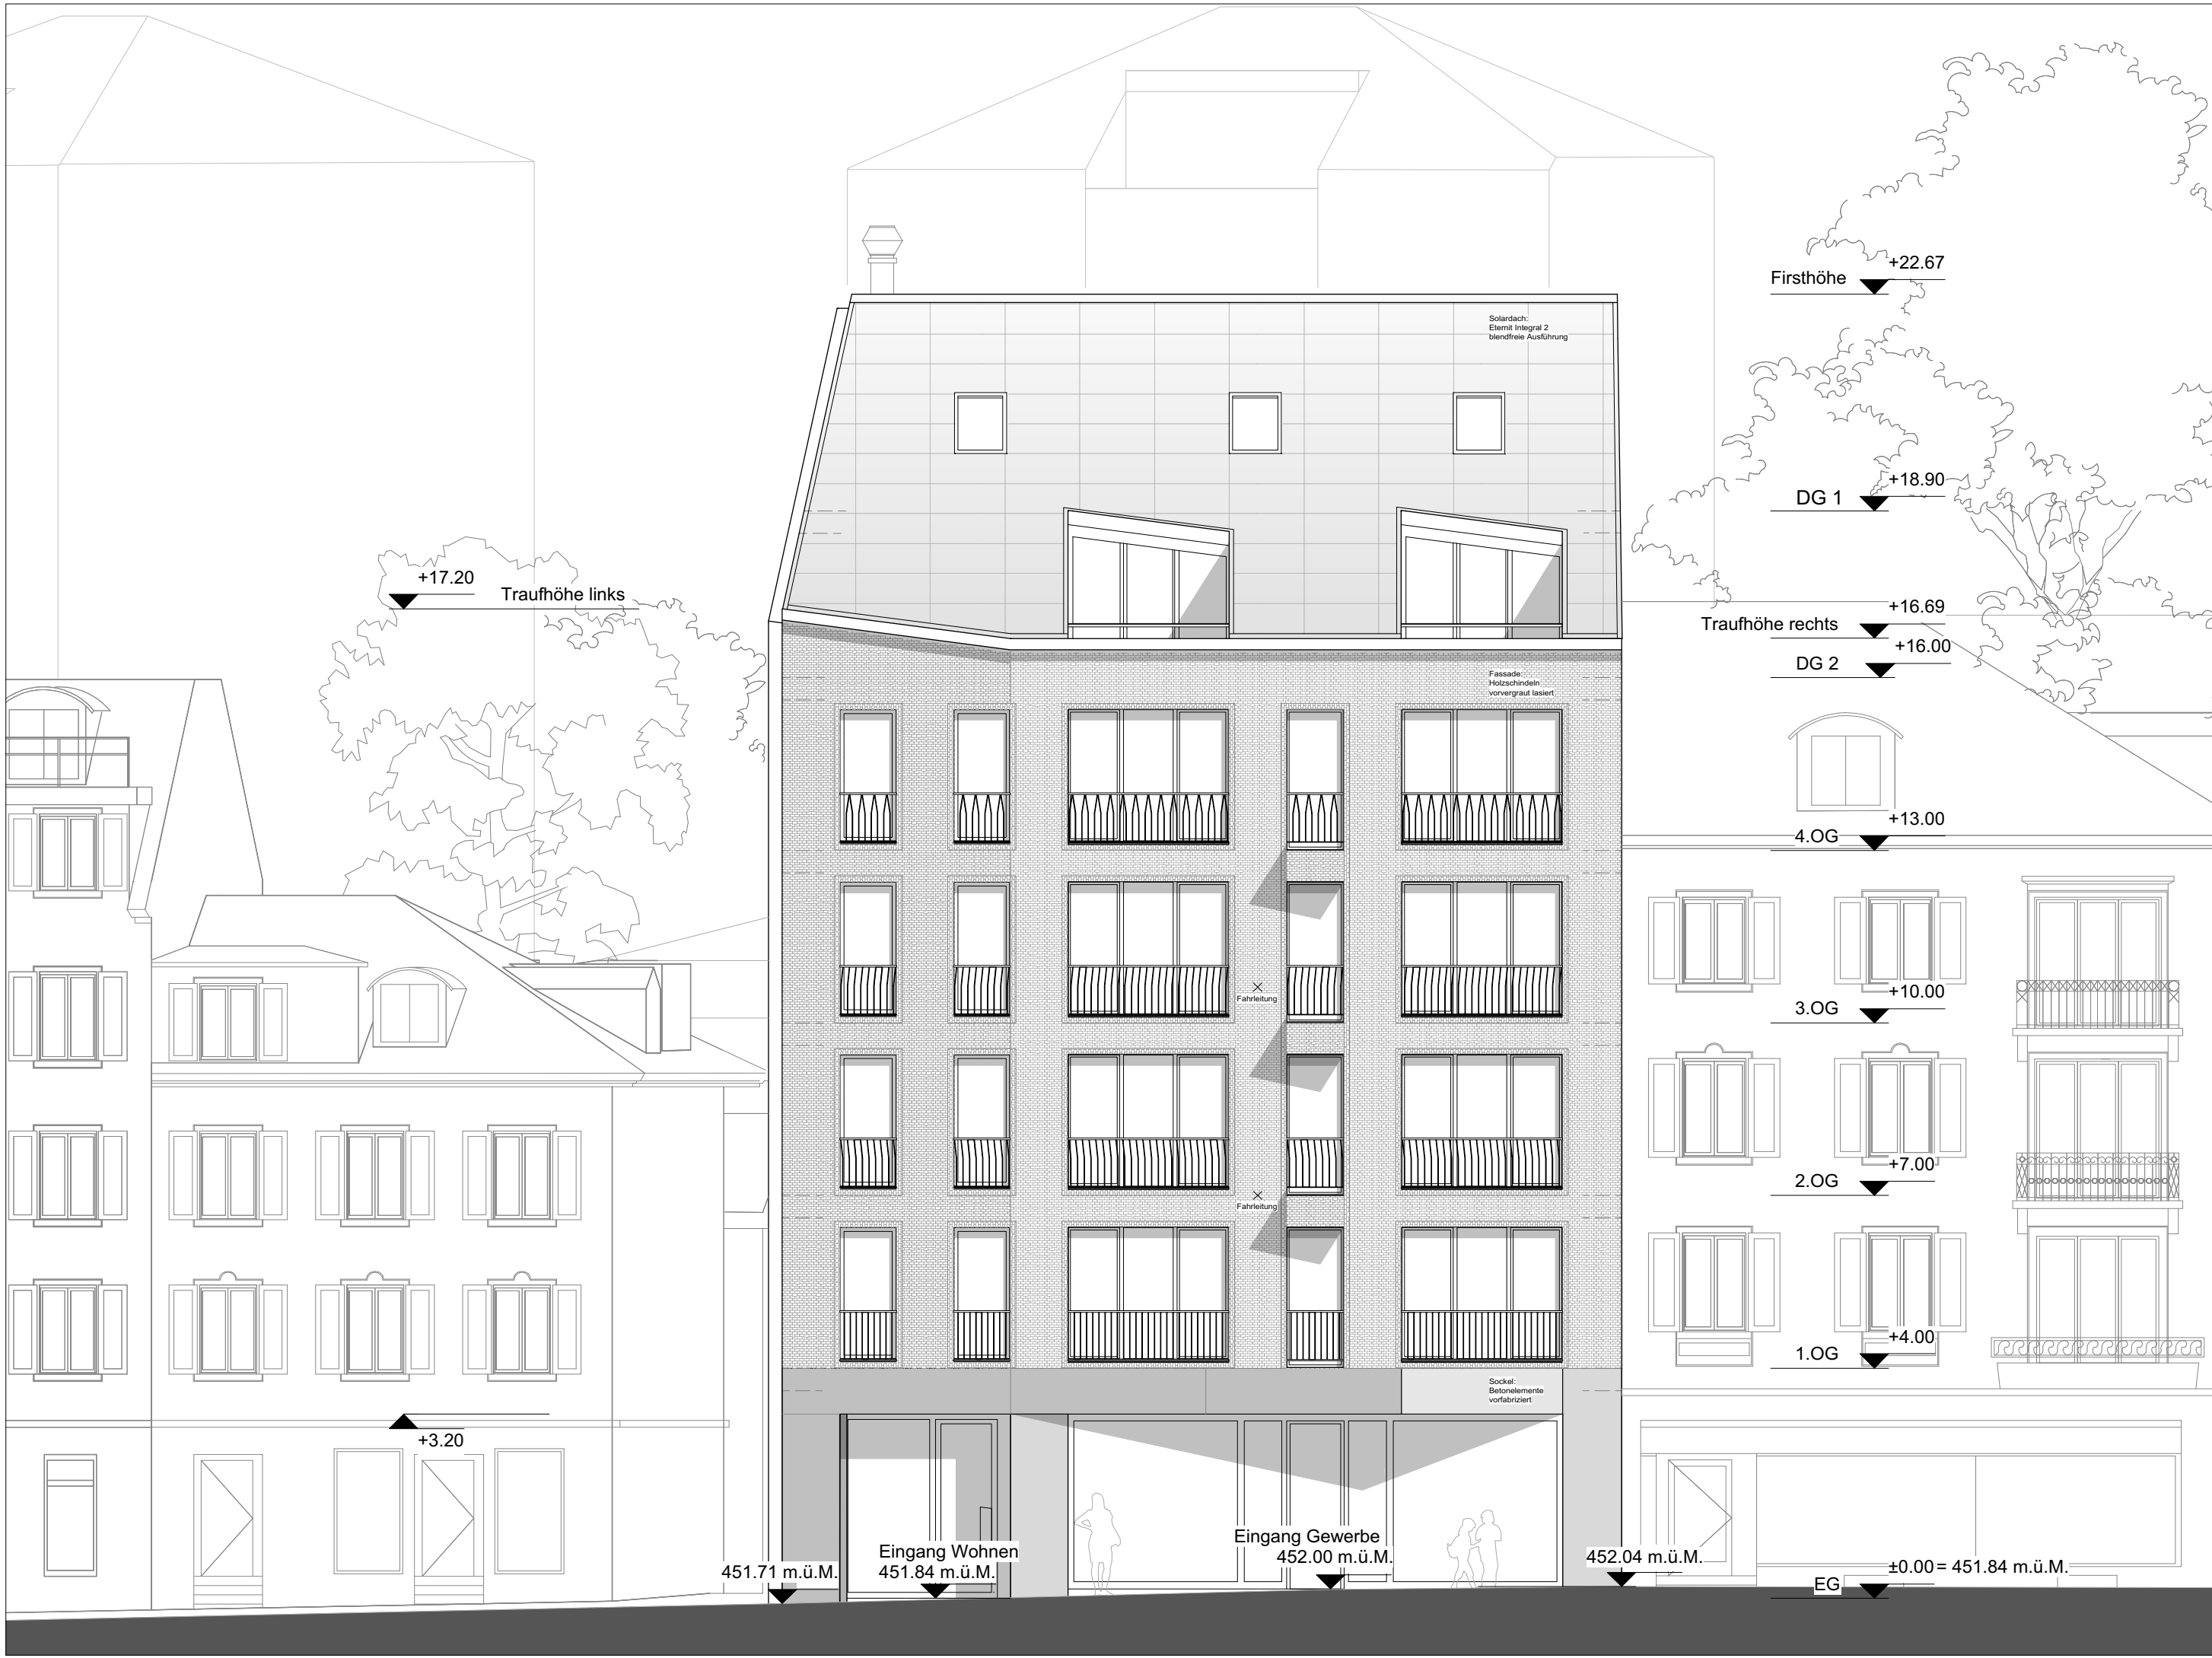 +22.67
Firsthöhe
Solardach:
Eternit Integral 2
blendfreie Ausführung
+18.90
DG 1
+17.20
Traufhöhe links
+16.69
Traufhöhe rechts
+16.00
DG 2
Fassade:
Holzschindeln
vorvergraut lasiert
+13.00
4.OG
+10.00
3.OG
Fahrleitung
+7.00
2.OG
Fahrleitung
+4.00
1.OG
Sockel:
Betonelemente
vorfabriziert
+3.20
Eingang Wohnen
451.84 m.ü.M.
Eingang Gewerbe
452.00 m.ü.M.
451.71 m.ü.M.
452.04 m.ü.M.
±0.00 = 451.84 m.ü.M.
EG